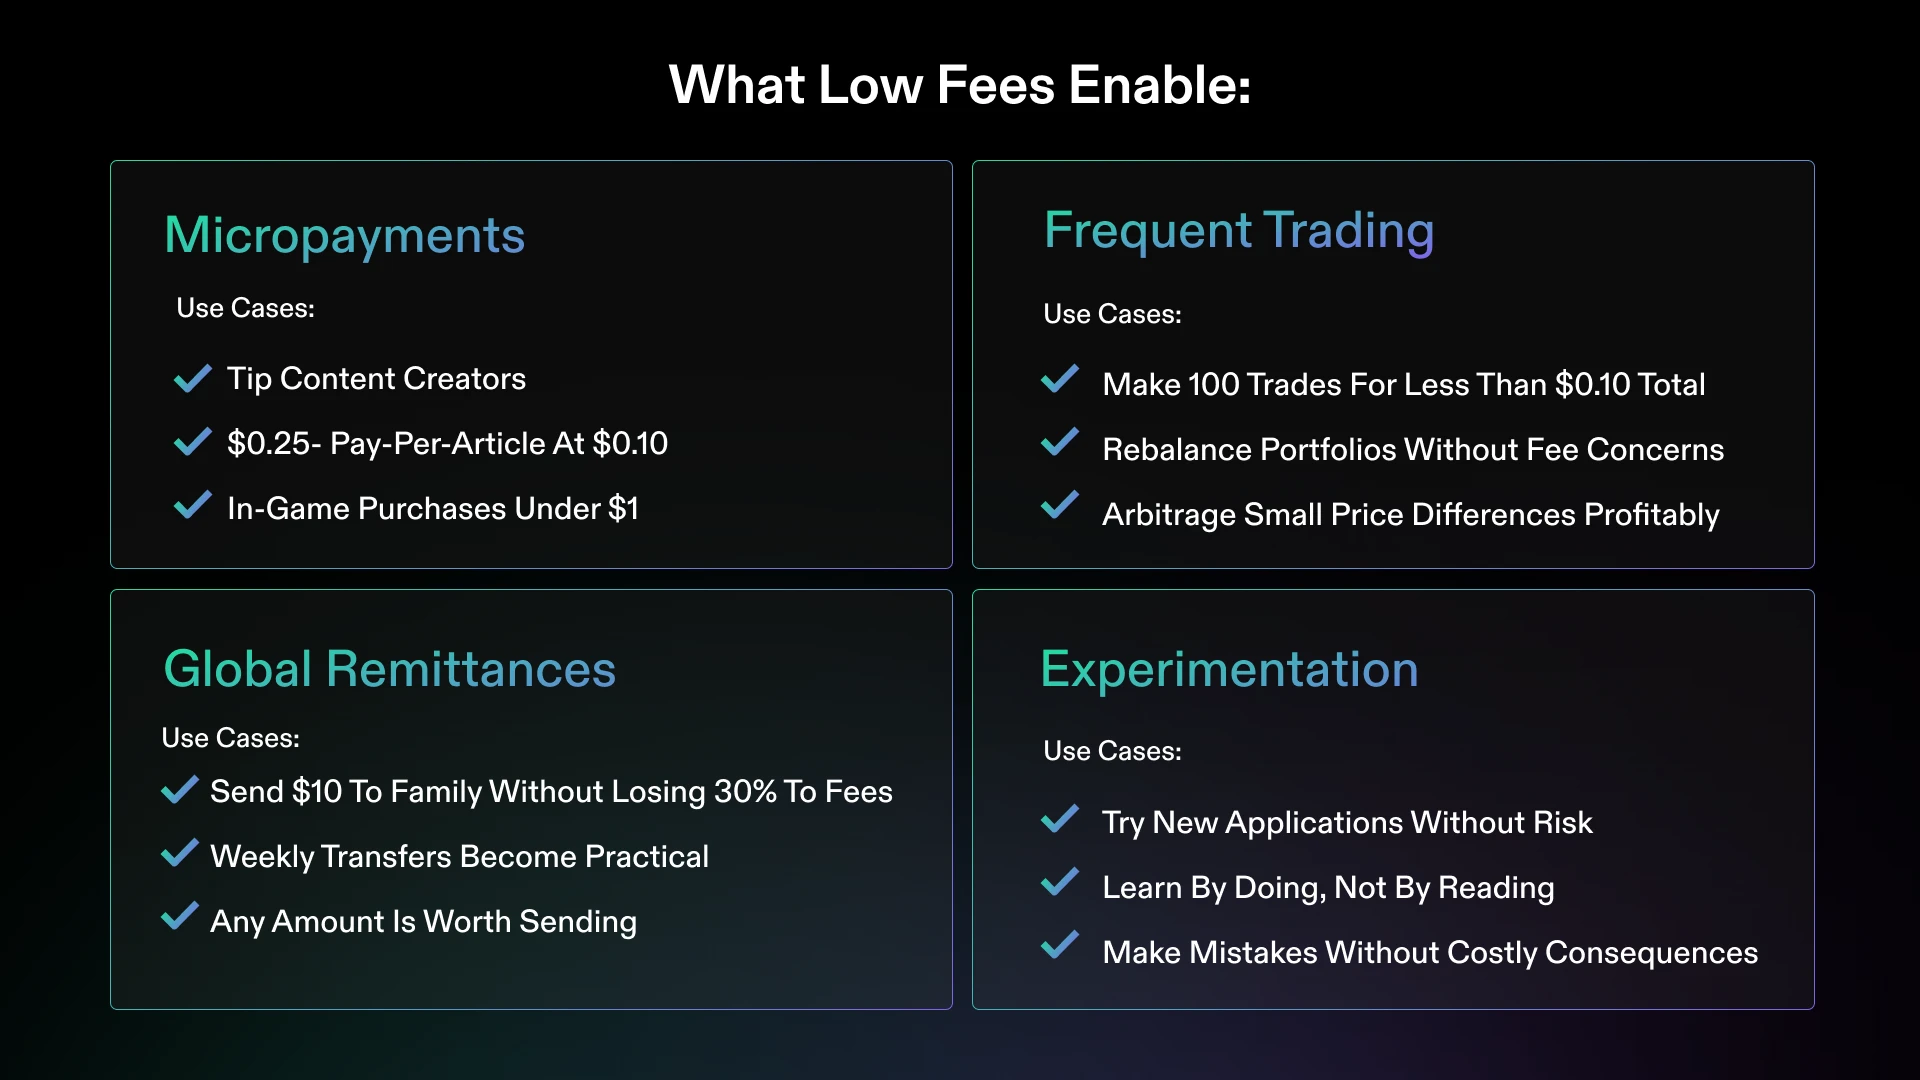 What Low Fees Enable:
Micropayments
Use Cases:
Tip Content Creators
$0.25- Pay-Per-Article At $0.10
In-Game Purchases Under $1
Frequent Trading
Use Cases:
Make 100 Trades For Less Than $0.10 Total
Rebalance Portfolios Without Fee Concerns
Arbitrage Small Price Differences Profitably
Global Remittances
Use Cases:
Send $10 To Family Without Losing 30% To Fees
Weekly Transfers Become Practical
Any Amount Is Worth Sending
Experimentation
Use Cases:
Try New Applications Without Risk
Learn By Doing, Not By Reading
Make Mistakes Without Costly Consequences